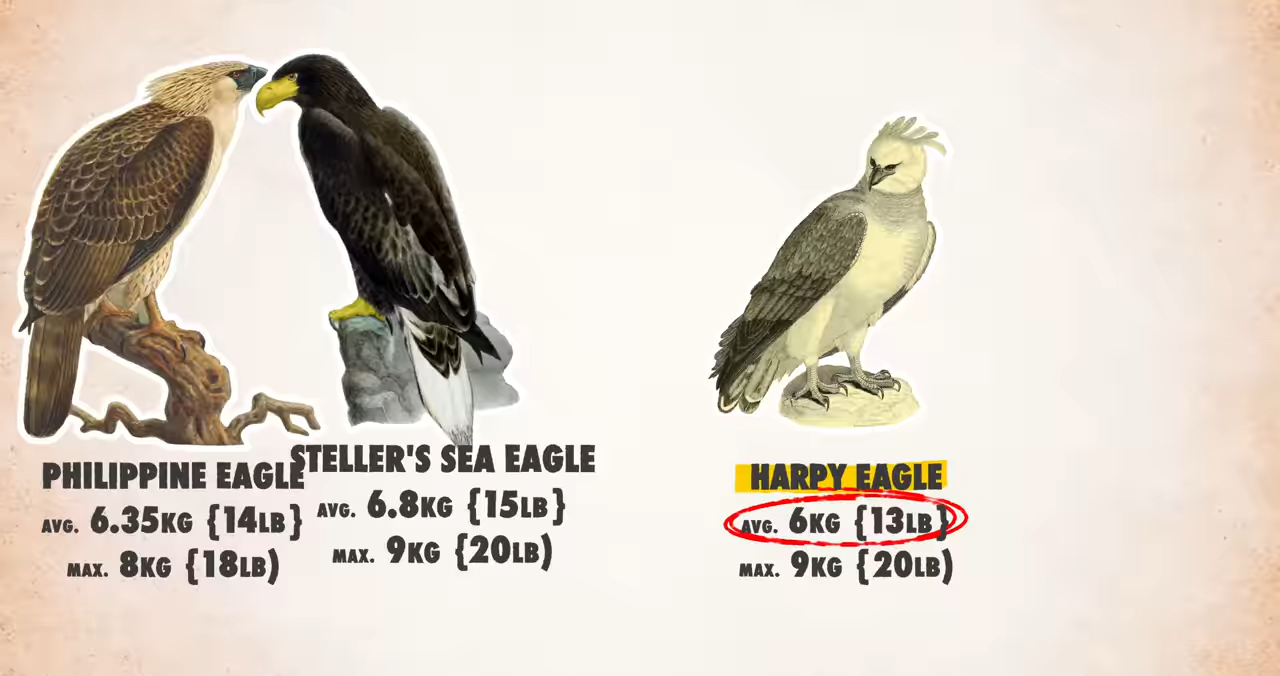 PHILIPPINE EAGLE
AVG. 6.35KG {14LB}
MAX. 8KG {18LB)
STELLER'S SEA EAGLE
AVG. 6.8KG {15LB}
MAX. 9KG {20LB)
HARPY EAGLE
AVG. 6KG {13LB}
MAX. 9KG {20LB)